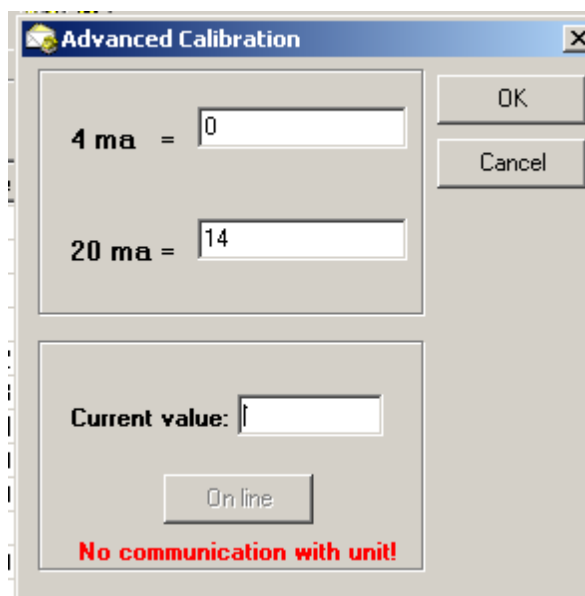 Advanced Calibration
OK
4 ma = 0
Cancel
20 ma = 14
Current value:
On line
No communication with unit!